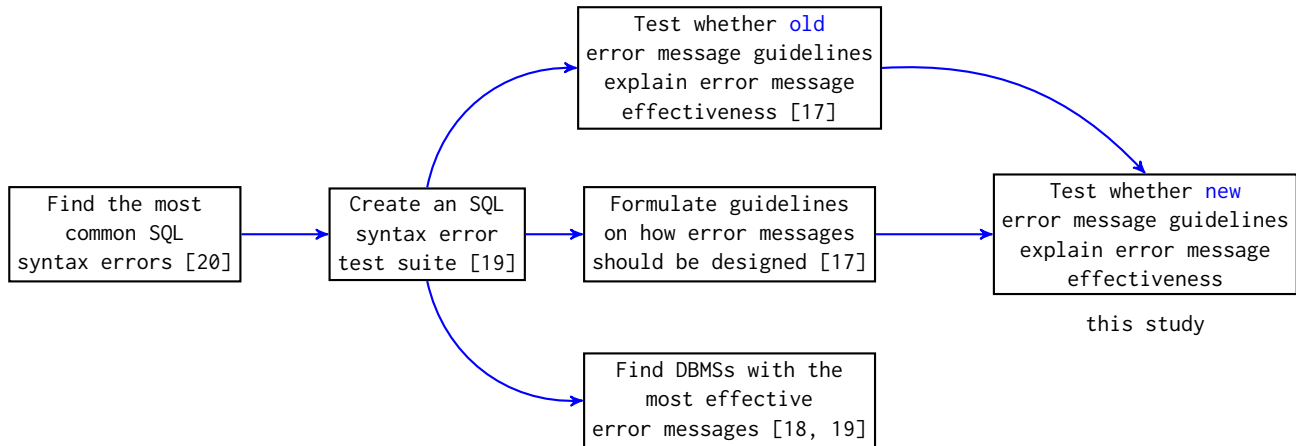 Test whether old
error message guidelines
explain error message
effectiveness [17]
Find the most
common SQL
syntax errors [20]
Create an SQL
syntax error
test suite [19]
Formulate guidelines
on how error messages
should be designed [17]
Test whether new
error message guidelines
explain error message
effectiveness
this study
Find DBMSs with the
most effective
error messages [18, 19]